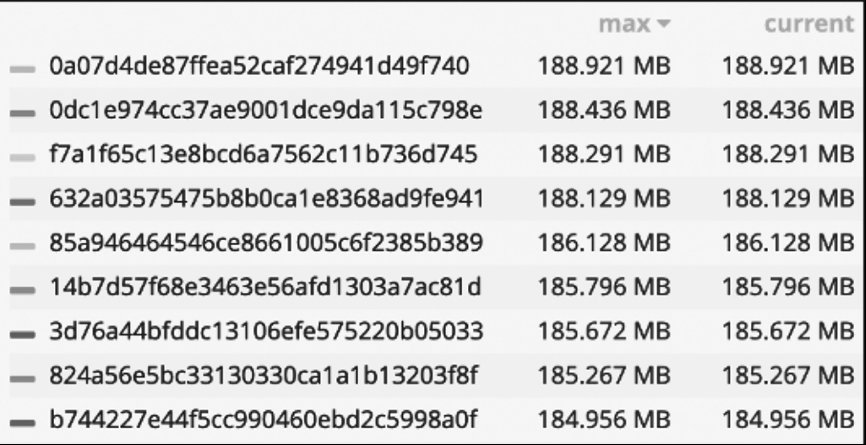 max current
0a07d4de87ffea52caf274941d49f740 188.921 MB 188.921 MB
0dc1e974cc37ae9001dce9da115c798e 188.436 MB 188.436 MB
f7a1f65c13e8bcd6a7562c11b736d745 188.291 MB 188.291 MB
632a03575475b8b0ca1e8368ad9fe941 188.129 MB 188.129 MB
85a946464546ce8661005c6f2385b389 186.128 MB 186.128 MB
14b7d57f68e3463e56afd1303a7ac81d 185.796 MB 185.796 MB
3d76a44bfddc13106efe575220b05033 185.672 MB 185.672 MB
824a56e5bc33130330ca1a1b13203f8f 185.267 MB 185.267 MB
b744227e44f5cc990460ebd2c5998a0f 184.956 MB 184.956 MB